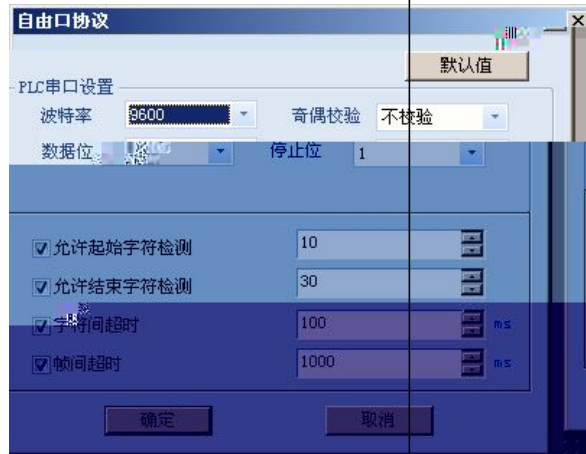 自由口协议
默认值
PLC串口设置
波特率 9600 奇偶校验 不校验
数据位 停止位 1
允许起始字符检测 10
允许结束字符检测 30
字符间超时 100 ms
帧间超时 1000 ms
确定 取消